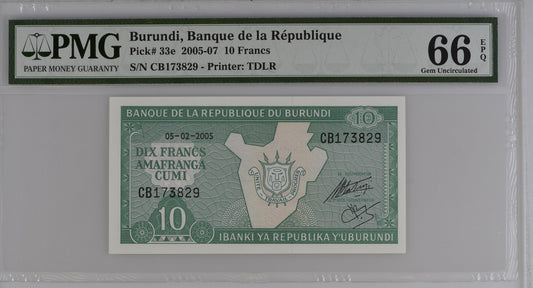 PMG
PAPER MONEY GUARANTY
Burundi, Banque de la République
Pick# 33e 2005-07 10 Francs
S/N CB173829 - Printer: TDLR
66 EPQ
Gem Uncirculated
BANQUE DE LA REPUBLIQUE DU BURUNDI
10
05-02-2005
CB173829
DIX FRANCS
AMAFRANGA
CUMI
CB173829
10
IBANKI YA REPUBLIKA Y'UBURUNDI